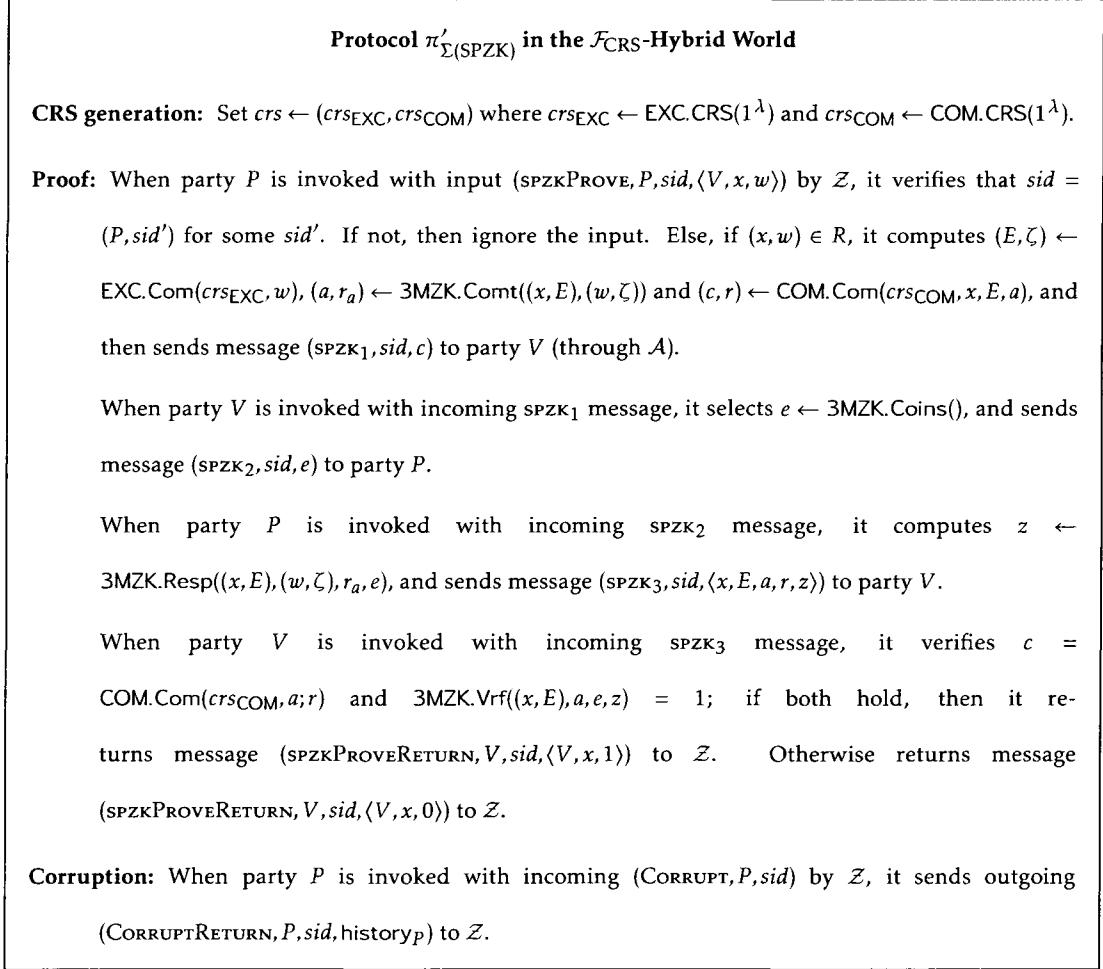 Protocol π′Σ(SPZK) in the ℱCRS-Hybrid World
CRS generation: Set crs ← (crsEXC, crsCOM) where crsEXC ← EXC.CRS(1^λ) and crsCOM ← COM.CRS(1^λ).
Proof: When party P is invoked with input (SPZKPROVE, P, sid, ⟨V, x, w⟩) by 𝒵, it verifies that sid =
(P, sid′) for some sid′. If not, then ignore the input. Else, if (x, w) ∈ R, it computes (E, ζ) ←
EXC.Com(crsEXC, w), (a, r_a) ← 3MZK.Comt((x, E), (w, ζ)) and (c, r) ← COM.Com(crsCOM, x, E, a), and
then sends message (SPZK1, sid, c) to party V (through 𝒜).
When party V is invoked with incoming SPZK1 message, it selects e ← 3MZK.Coins(), and sends
message (SPZK2, sid, e) to party P.
When party P is invoked with incoming SPZK2 message, it computes z ←
3MZK.Resp((x, E), (w, ζ), r_a, e), and sends message (SPZK3, sid, ⟨x, E, a, r, z⟩) to party V.
When party V is invoked with incoming SPZK3 message, it verifies c =
COM.Com(crsCOM, a; r) and 3MZK.Vrf((x, E), a, e, z) = 1; if both hold, then it re-
turns message (SPZKPROVERETURN, V, sid, ⟨V, x, 1⟩) to 𝒵. Otherwise returns message
(SPZKPROVERETURN, V, sid, ⟨V, x, 0⟩) to 𝒵.
Corruption: When party P is invoked with incoming (CORRUPT, P, sid) by 𝒵, it sends outgoing
(CORRUPTRETURN, P, sid, history_P) to 𝒵.